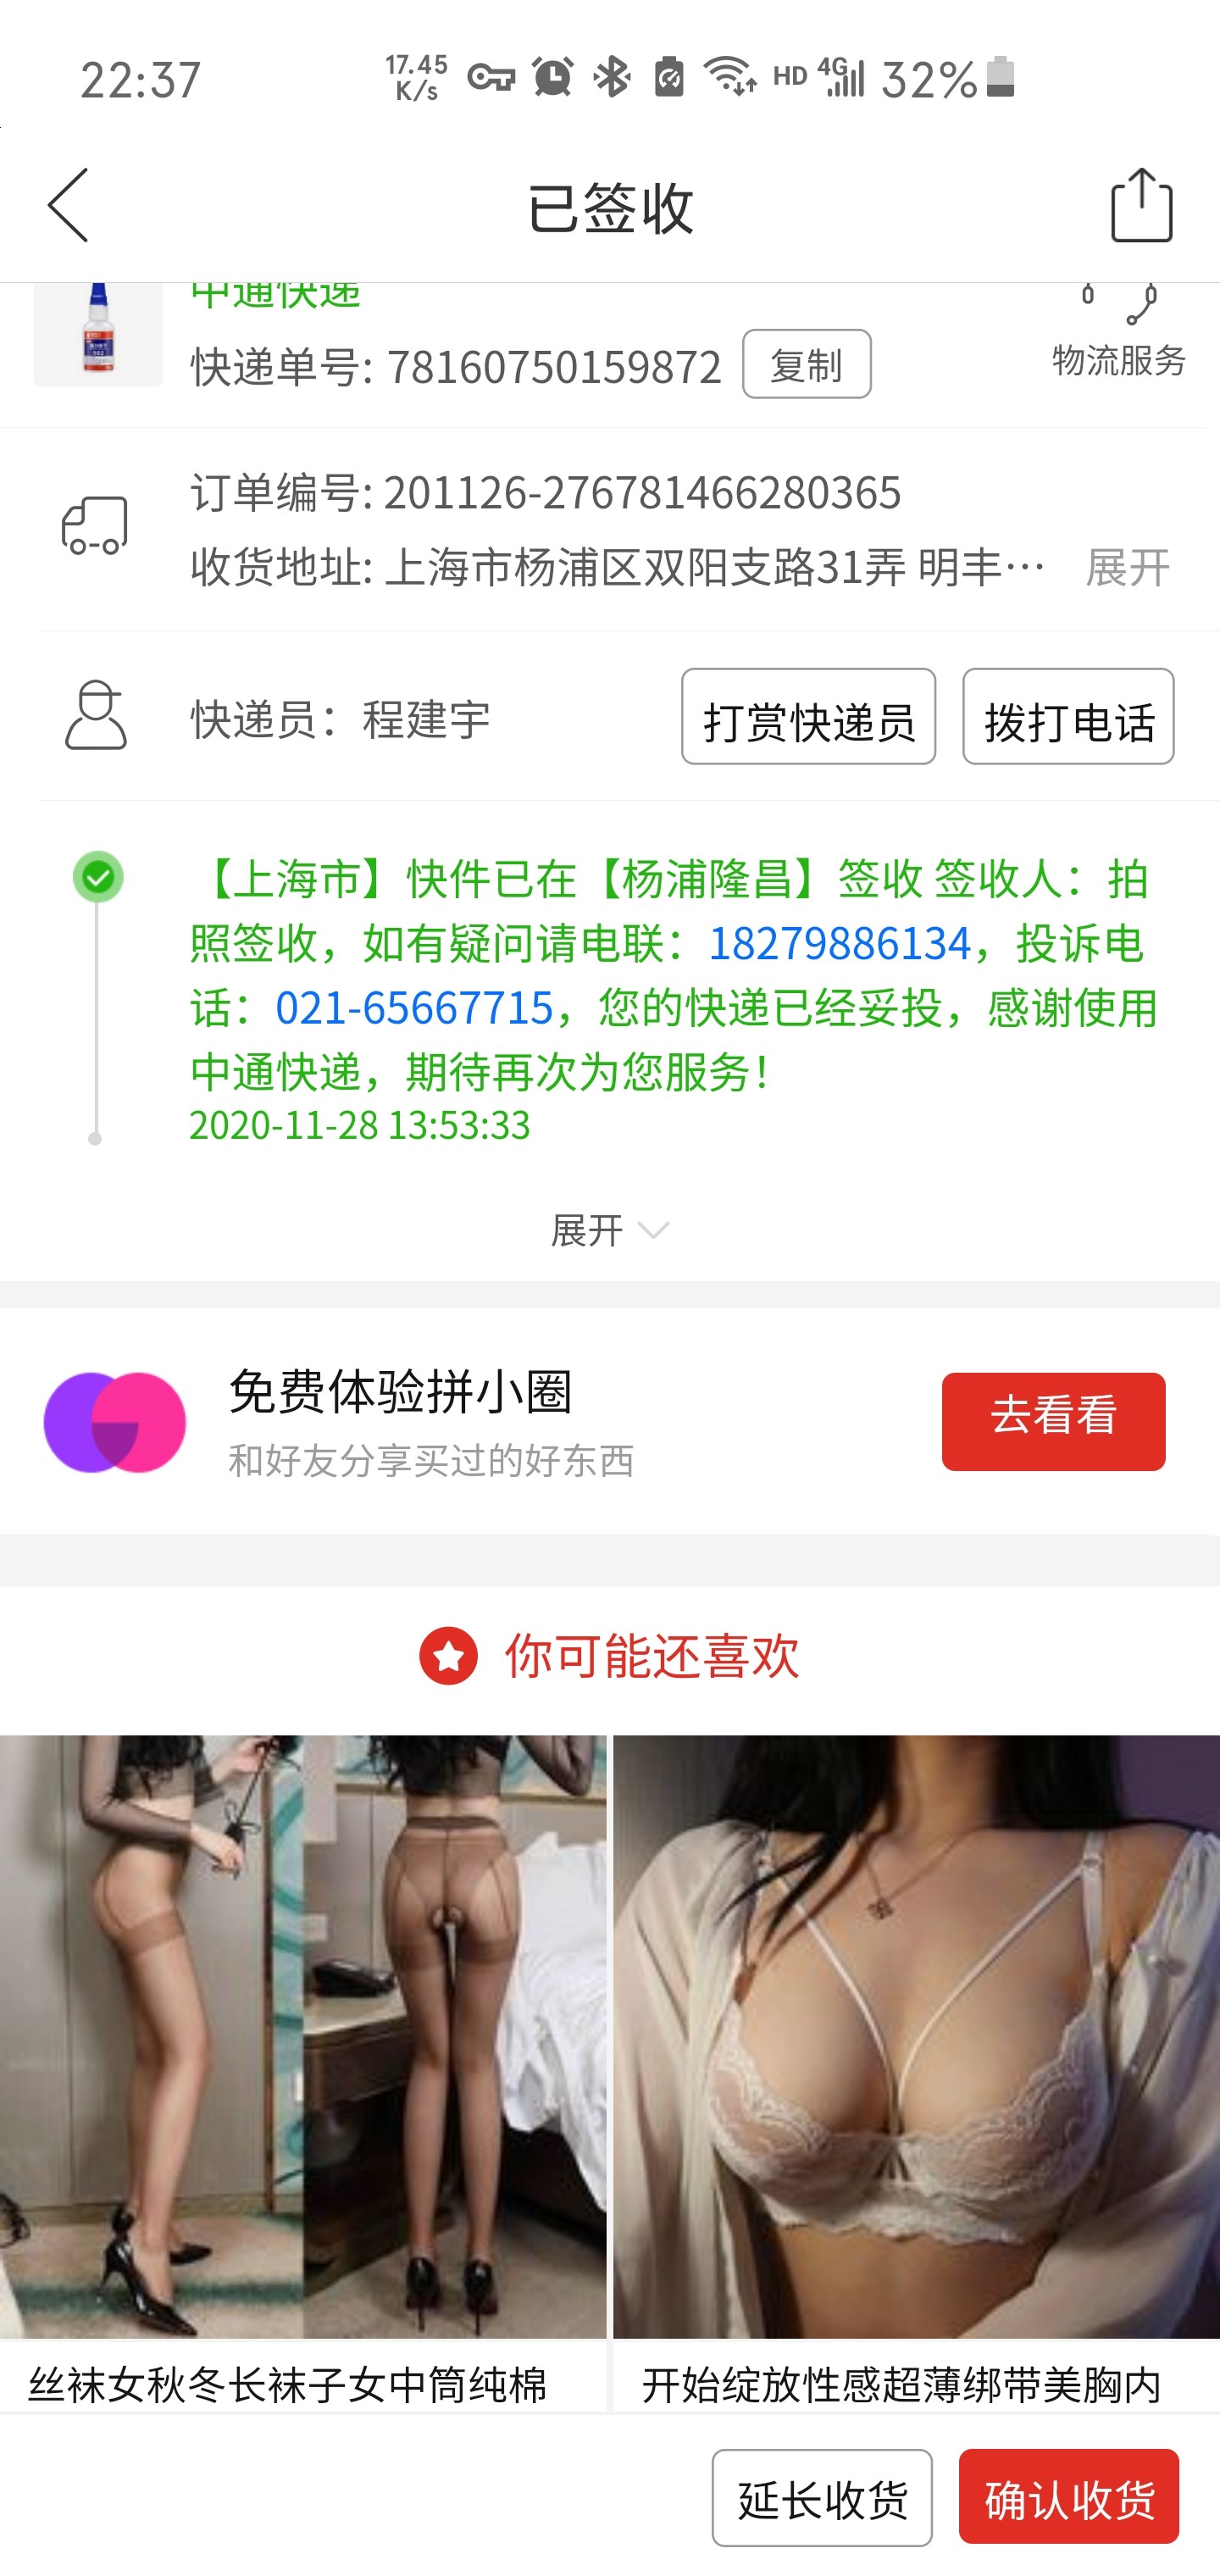 22:37
17.45
K/s
HD
4G
32%
已签收
中通快递
快递单号: 78160750159872
复制
物流服务
订单编号: 201126-276781466280365
收货地址: 上海市杨浦区双阳支路31弄 明丰…
展开
快递员：程建宇
打赏快递员
拨打电话
【上海市】快件已在【杨浦隆昌】签收 签收人：拍
照签收，如有疑问请电联：18279886134，投诉电
话：021-65667715，您的快递已经妥投，感谢使用
中通快递，期待再次为您服务！
2020-11-28 13:53:33
展开
免费体验拼小圈
和好友分享买过的好东西
去看看
你可能还喜欢
丝袜女秋冬长袜子女中筒纯棉
开始绽放性感超薄绑带美胸内
延长收货
确认收货